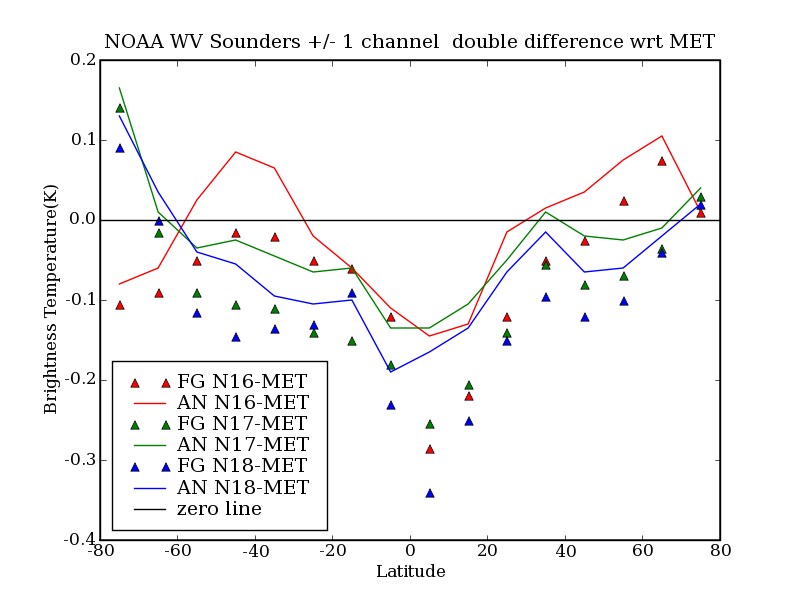 NOAA WV Sounders +/- 1 channel  double difference wrt MET
Brightness Temperature(K)
0.2
0.1
0.0
-0.1
-0.2
-0.3
-0.4
FG N16-MET
AN N16-MET
FG N17-MET
AN N17-MET
FG N18-MET
AN N18-MET
zero line
-80 -60 -40 -20 0 20 40 60 80
Latitude